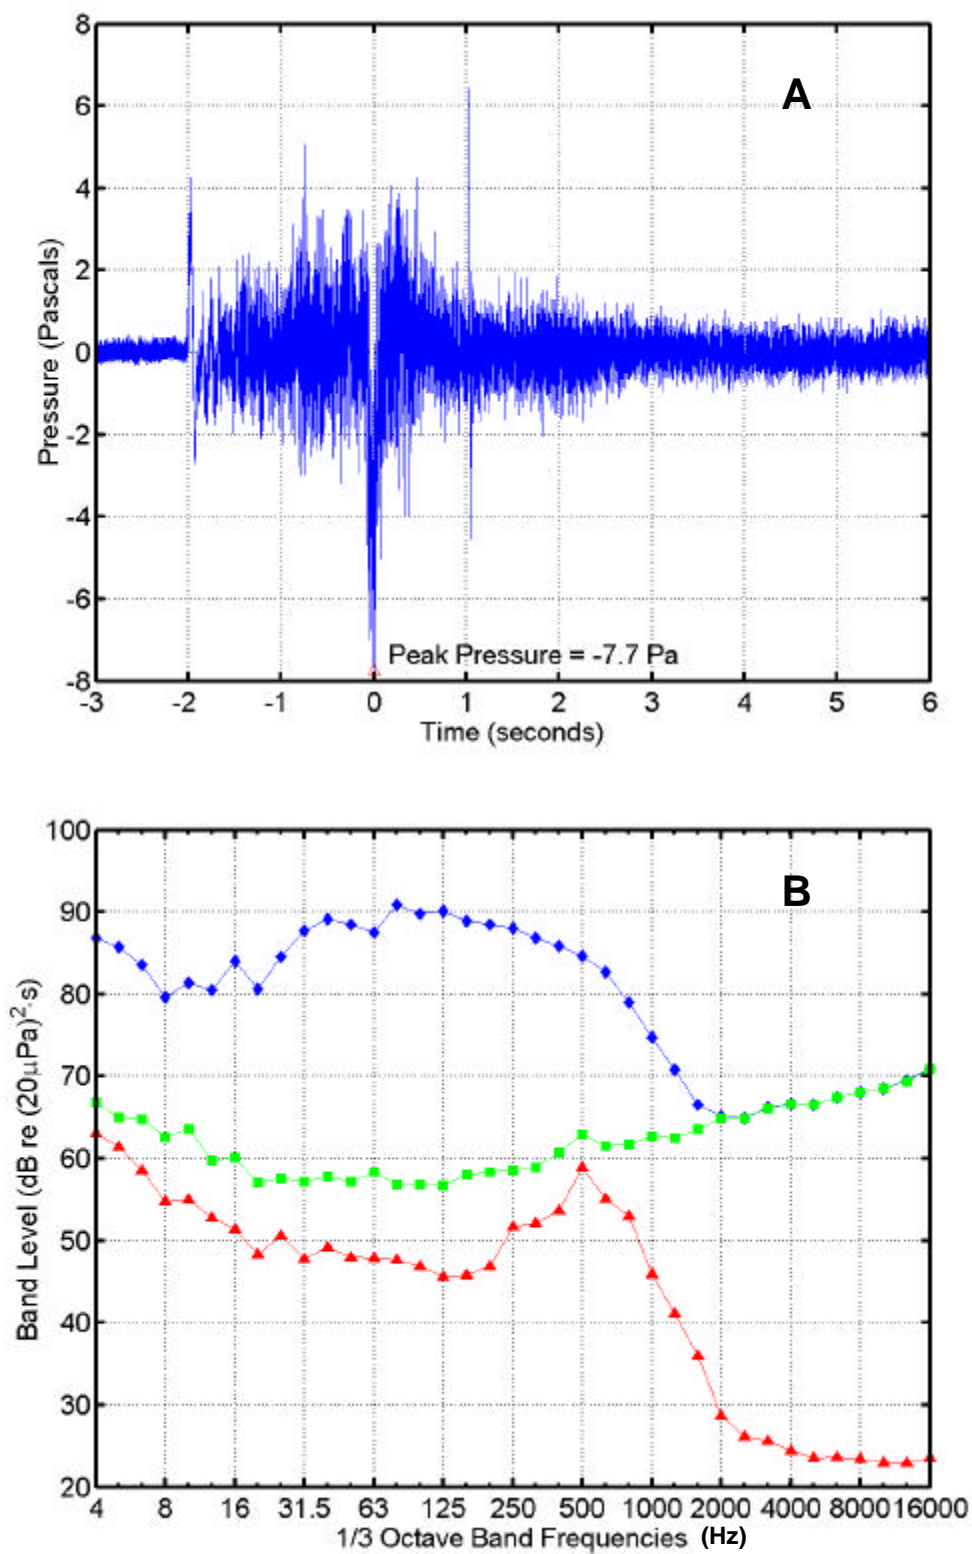 8
A
6
4
2
0
-2
-4
-6
-8
Pressure (Pascals)
Peak Pressure = -7.7 Pa
-3 -2 -1 0 1 2 3 4 5 6
Time (seconds)
100
B
90
80
70
60
50
40
30
20
Band Level (dB re (20μPa)²·s)
4 8 16 31.5 63 125 250 500 1000 2000 4000 8000 16000
1/3 Octave Band Frequencies (Hz)